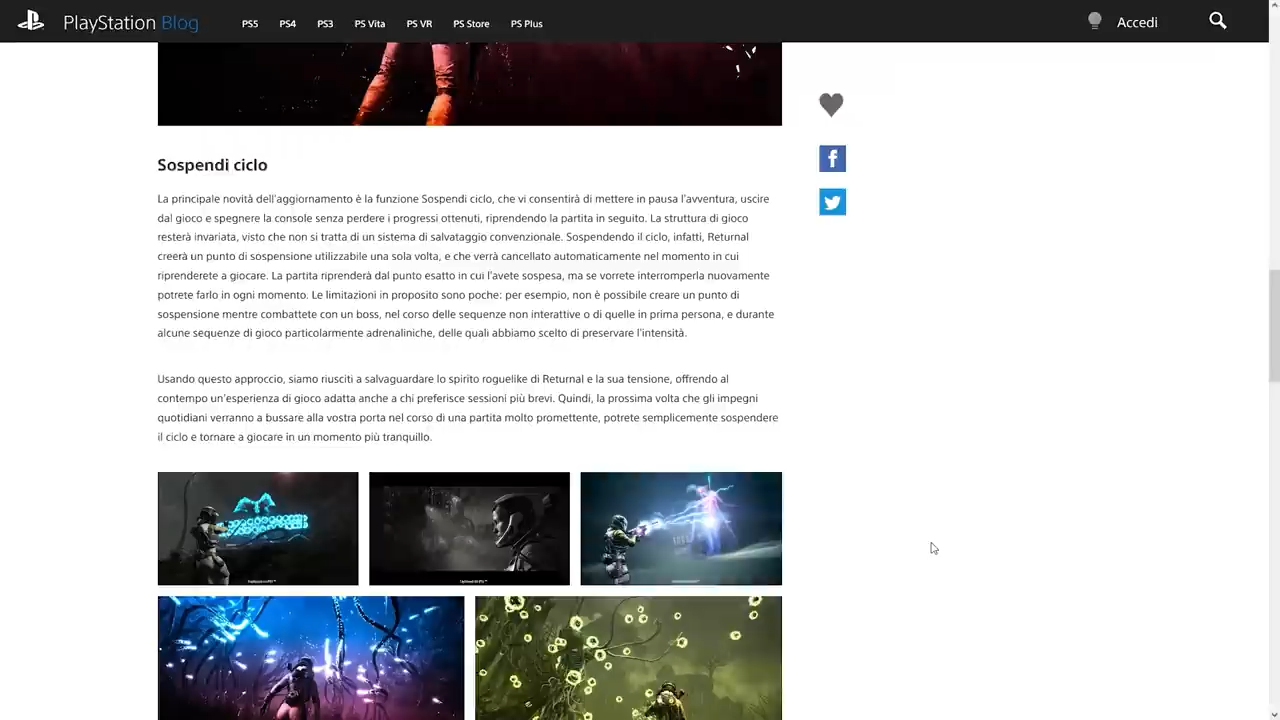 PlayStation Blog
PS5 PS4 PS3 PS Vita PS VR PS Store PS Plus
Accedi
Sospendi ciclo
La principale novità dell'aggiornamento è la funzione Sospendi ciclo, che vi consentirà di mettere in pausa l'avventura, uscire
dal gioco e spegnere la console senza perdere i progressi ottenuti, riprendendo la partita in seguito. La struttura di gioco
resterà invariata, visto che non si tratta di un sistema di salvataggio convenzionale. Sospendendo il ciclo, infatti, Returnal
creerà un punto di sospensione utilizzabile una sola volta, e che verrà cancellato automaticamente nel momento in cui
riprenderete a giocare. La partita riprenderà dal punto esatto in cui l'avete sospesa, ma se vorrete interromperla nuovamente
potrete farlo in ogni momento. Le limitazioni in proposito sono poche: per esempio, non è possibile creare un punto di
sospensione mentre combattete con un boss, nel corso delle sequenze non interattive o di quelle in prima persona, e durante
alcune sequenze di gioco particolarmente adrenaliniche, delle quali abbiamo scelto di preservare l'intensità.
Usando questo approccio, siamo riusciti a salvaguardare lo spirito roguelike di Returnal e la sua tensione, offrendo al
contempo un'esperienza di gioco adatta anche a chi preferisce sessioni più brevi. Quindi, la prossima volta che gli impegni
quotidiani verranno a bussare alla vostra porta nel corso di una partita molto promettente, potrete semplicemente sospendere
il ciclo e tornare a giocare in un momento più tranquillo.